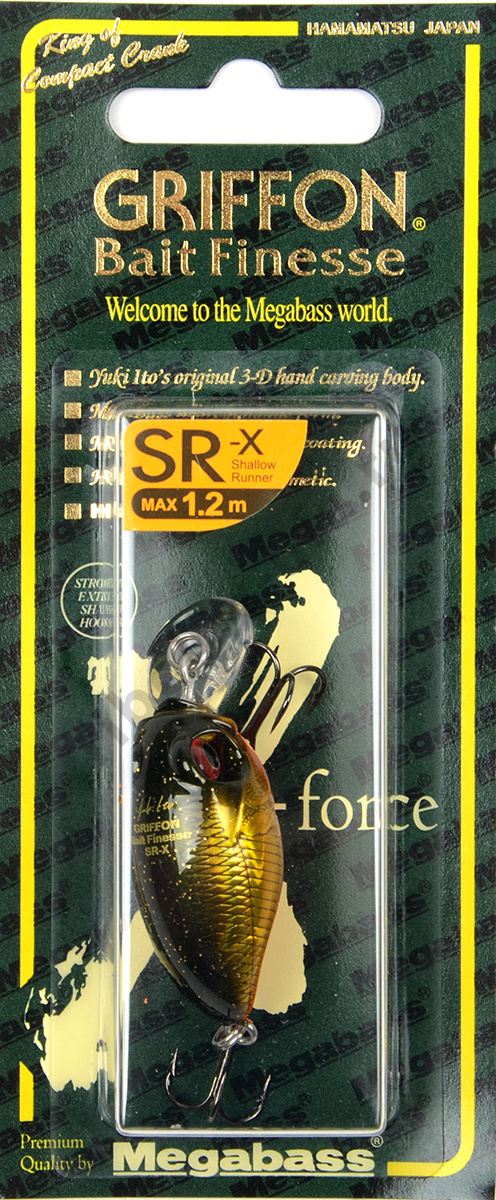 King of
Compact Crank
HAMAMATSU JAPAN
GRIFFON®
Bait Finesse
Welcome to the Megabass world.
Yuki Ito's original 3-D hand carving body.
coating.
SR-X
Shallow
Runner
MAX 1.2 m
-force
GRIFFON
Bait Finesse
SR-X
Premium
Quality by
Megabass®